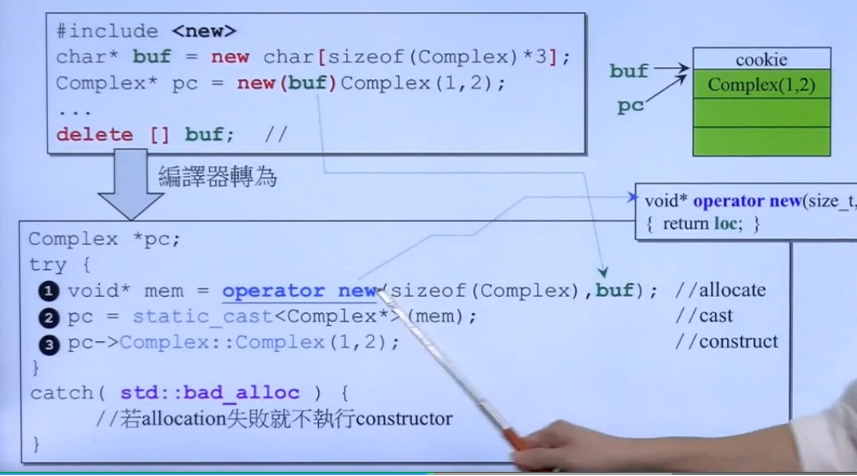 #include <new>
char* buf = new char[sizeof(Complex)*3];
Complex* pc = new(buf)Complex(1,2);
...
delete [] buf; //
buf
pc
cookie
Complex(1,2)
編譯器轉為
void* operator new(size_t,
{ return loc; }
Complex *pc;
try {
1 void* mem = operator new(sizeof(Complex),buf); //allocate
2 pc = static_cast<Complex*>(mem); //cast
3 pc->Complex::Complex(1,2); //construct
}
catch( std::bad_alloc ) {
//若allocation失敗就不執行constructor
}